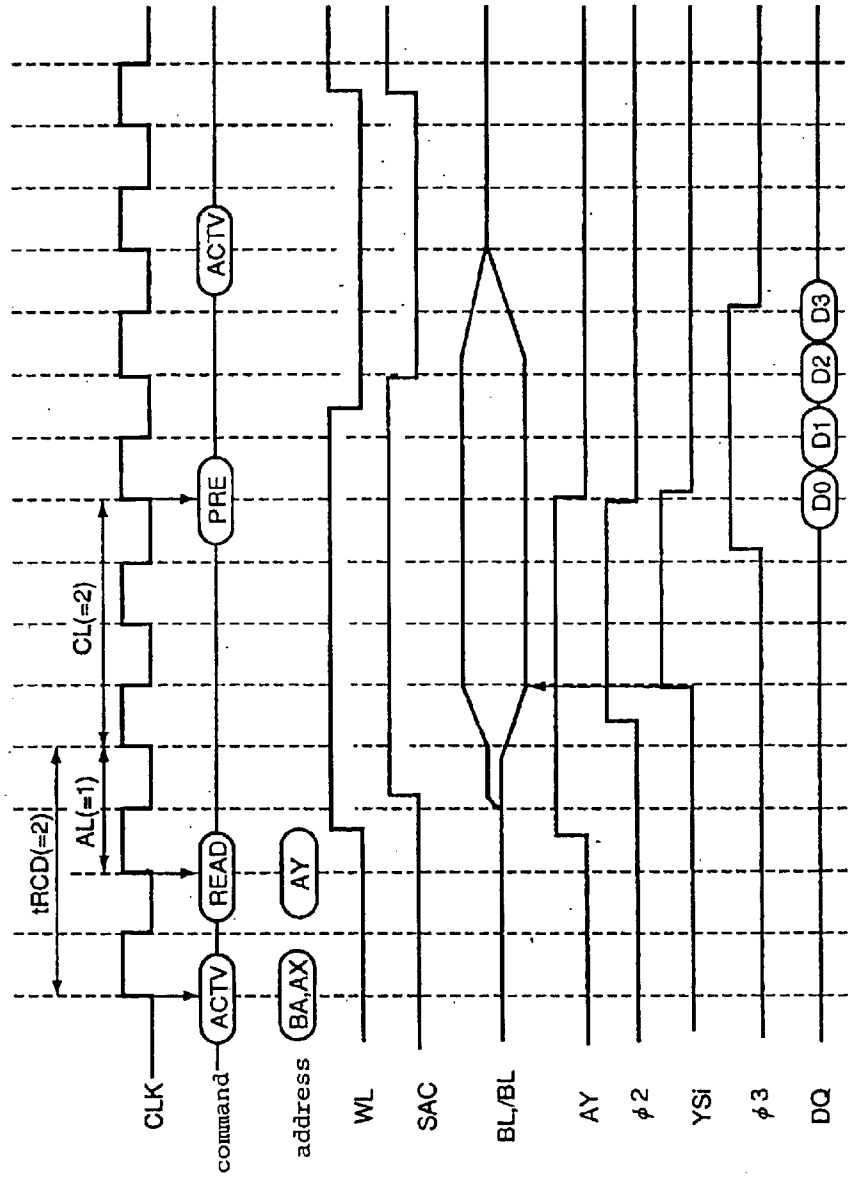 tRCD(=2)
AL(=1)
CL(=2)
CLK
command
ACTV
READ
PRE
ACTV
address
BA,AX
AY
WL
SAC
BL,/BL
AY
φ2
YSi
φ3
DQ
D0
D1
D2
D3